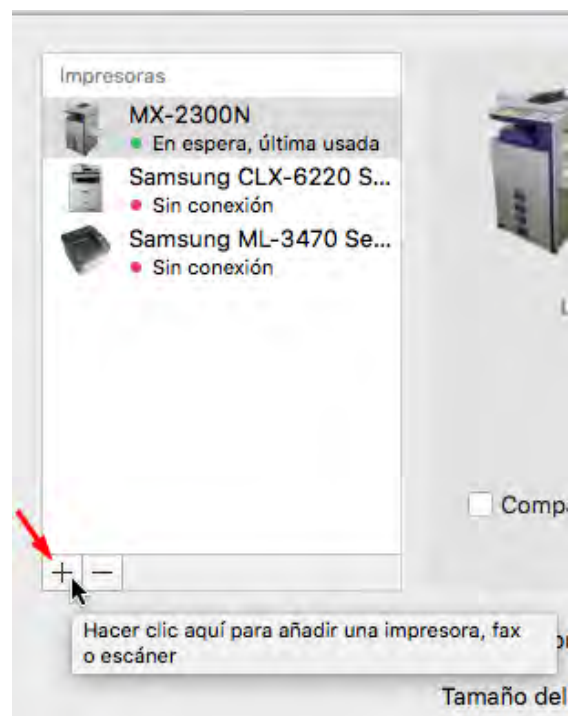 Impresoras
MX-2300N
En espera, última usada
Samsung CLX-6220 S...
Sin conexión
Samsung ML-3470 Se...
Sin conexión
Compa
+ −
Hacer clic aquí para añadir una impresora, fax
o escáner
Tamaño del